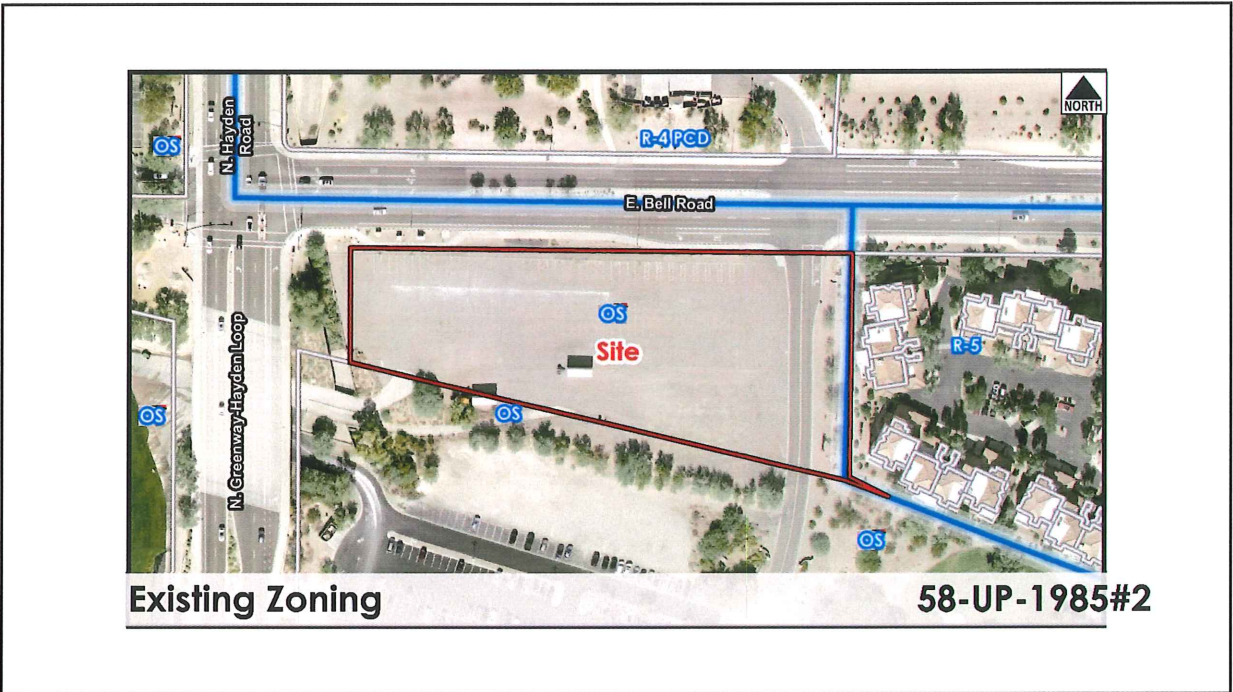 NORTH
N. Hayden
Road
OS
R-4 PCD
E. Bell Road
OS
Site
R-5
OS
OS
N. Greenway-Hayden Loop
OS
Existing Zoning
58-UP-1985#2